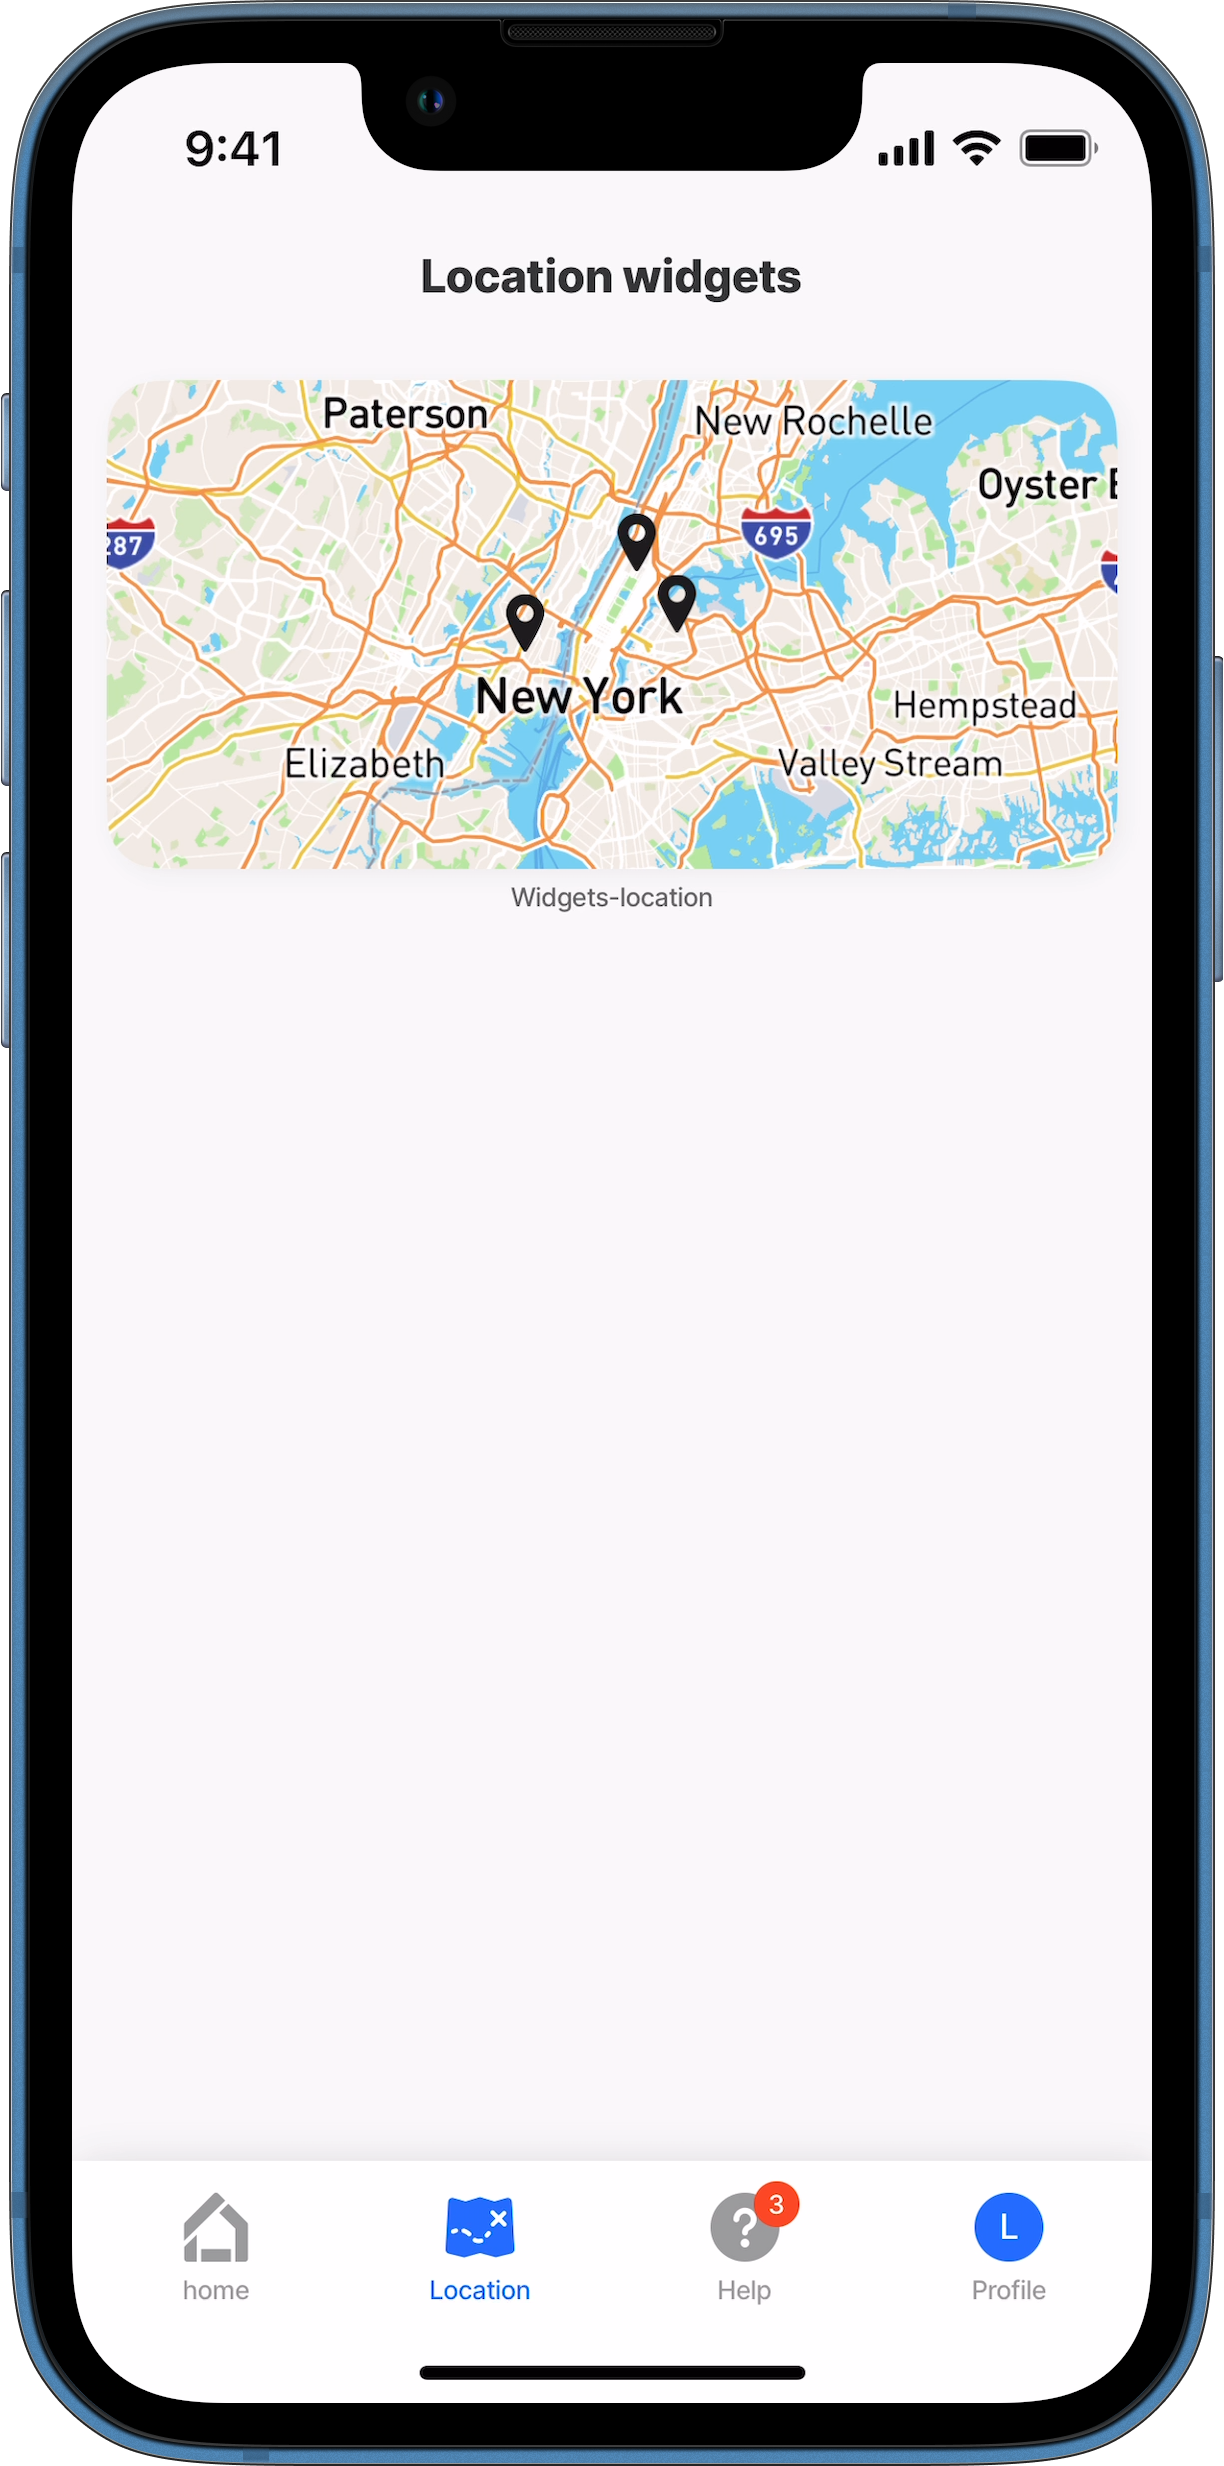 9:41
Location widgets
Paterson
New Rochelle
Oyster
695
287
New York
Hempstead
Elizabeth
Valley Stream
Widgets-location
3
L
home
Location
Help
Profile